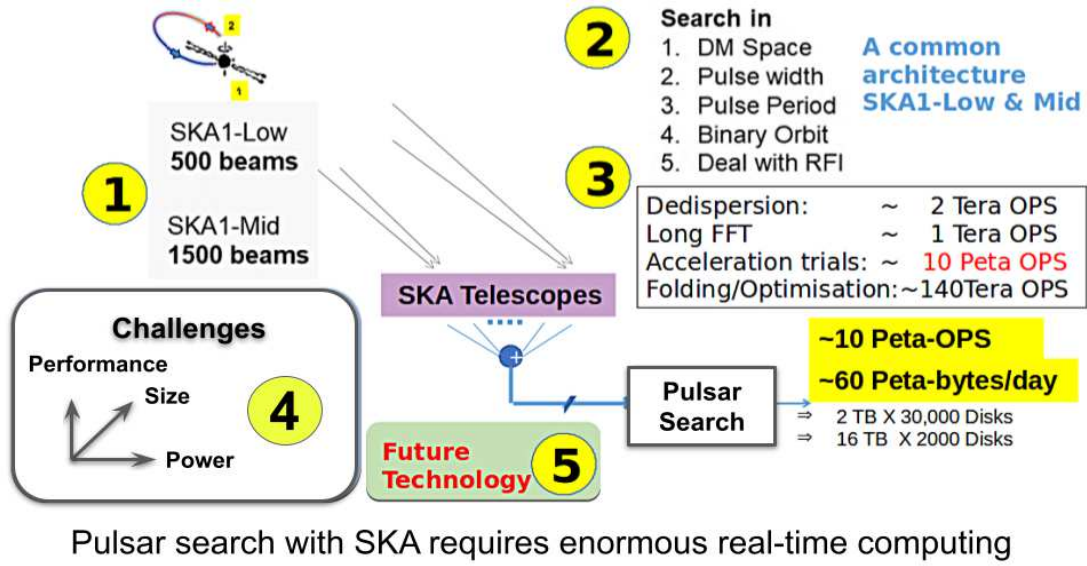 2
1
SKA1-Low
500 beams
1
SKA1-Mid
1500 beams
2
Search in
1. DM Space
2. Pulse width
3. Pulse Period
4. Binary Orbit
5. Deal with RFI
A common
architecture
SKA1-Low & Mid
3
Dedispersion: ~ 2 Tera OPS
Long FFT ~ 1 Tera OPS
Acceleration trials: ~ 10 Peta OPS
Folding/Optimisation:~140Tera OPS
SKA Telescopes
+
Challenges
Performance
Size
Power
4
Future
Technology
5
Pulsar
Search
~10 Peta-OPS
~60 Peta-bytes/day
⇒ 2 TB X 30,000 Disks
⇒ 16 TB X 2000 Disks
Pulsar search with SKA requires enormous real-time computing